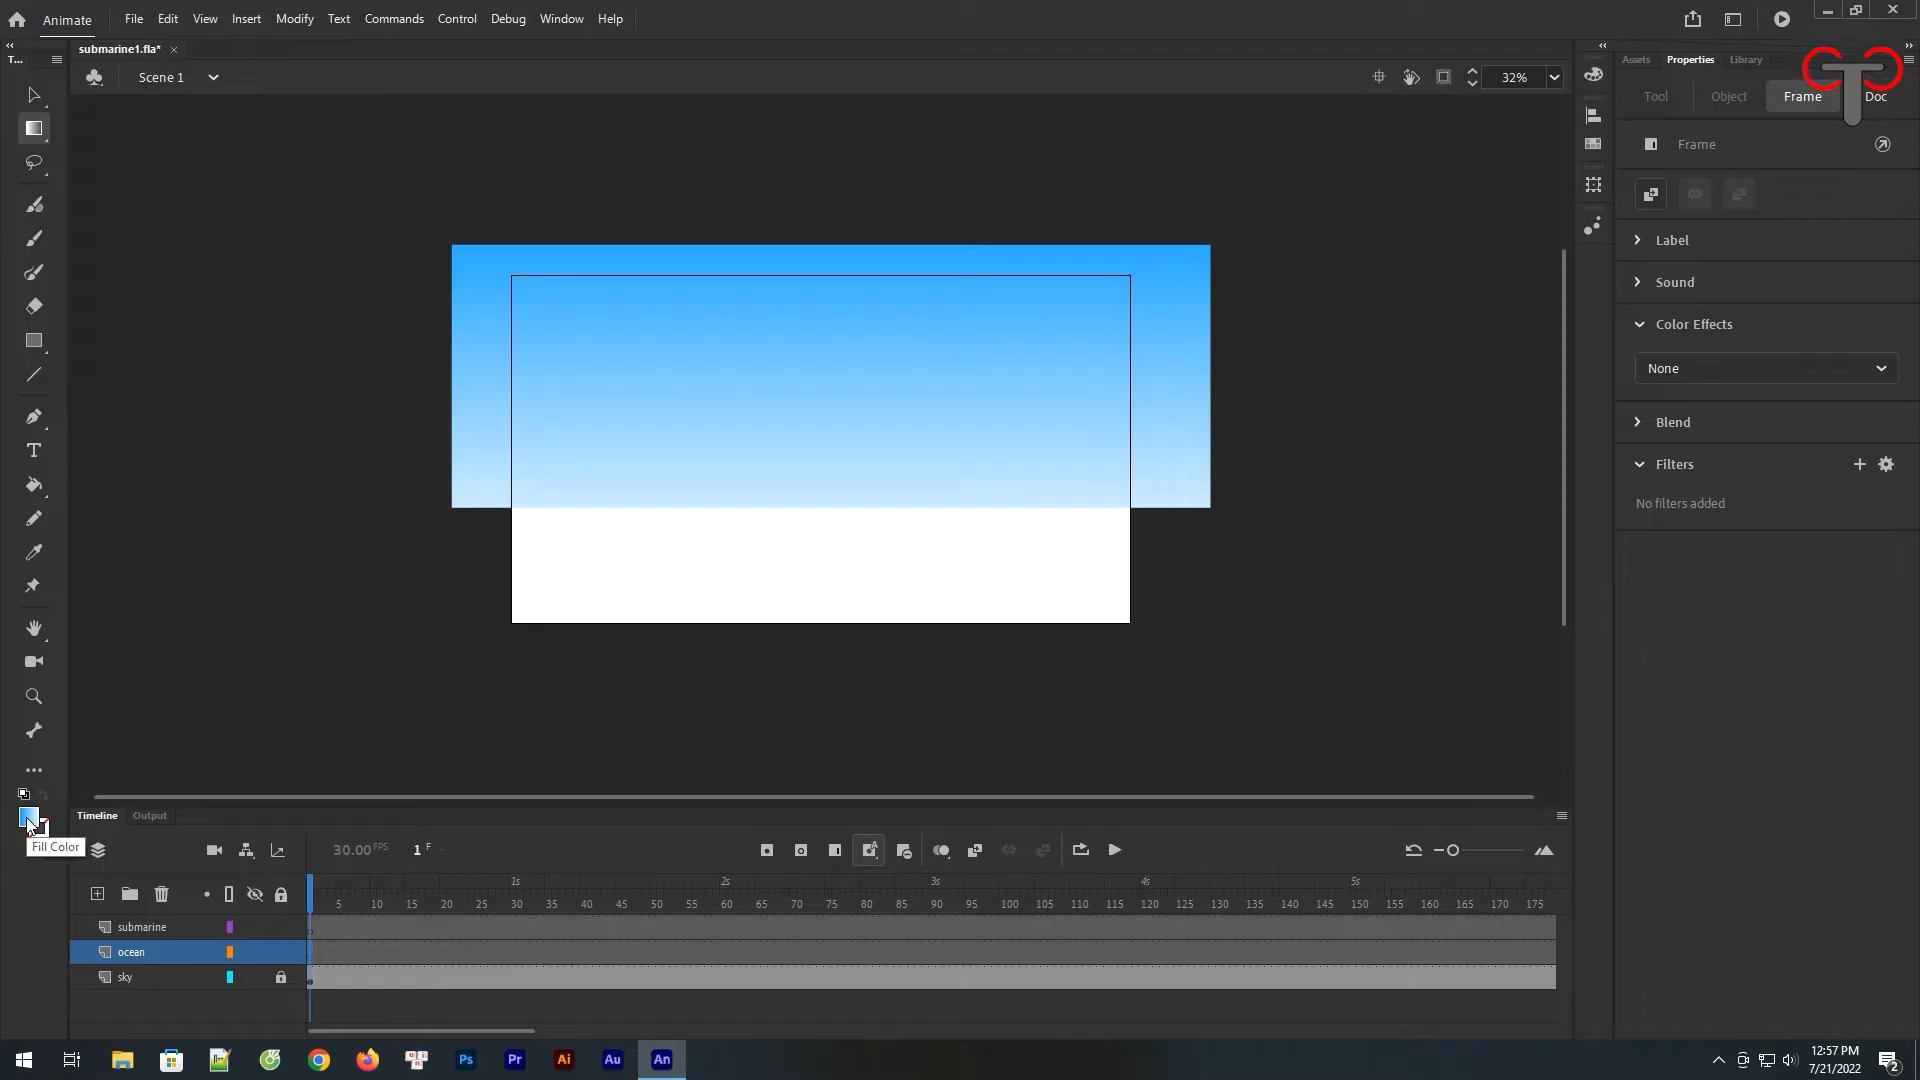 Animate File Edit View Insert Modify Text Commands Control Debug Window Help
submarine1.fla*
T...
Assets Properties Library
Scene 1
32%
Tool Object Frame Doc
Frame
Label
Sound
Color Effects
None
Blend
Filters
No filters added
Fill Color
Timeline Output
30.00 FPS 1 F
1s 2s 3s 4s 5s
5 10 15 20 25 30 35 40 45 50 55 60 65 70 75 80 85 90 95 100 105 110 115 120 125 130 135 140 145 150 155 160 165 170 175
submarine
ocean
sky
Ps Pr Ai Au An
12:57 PM
7/21/2022
2